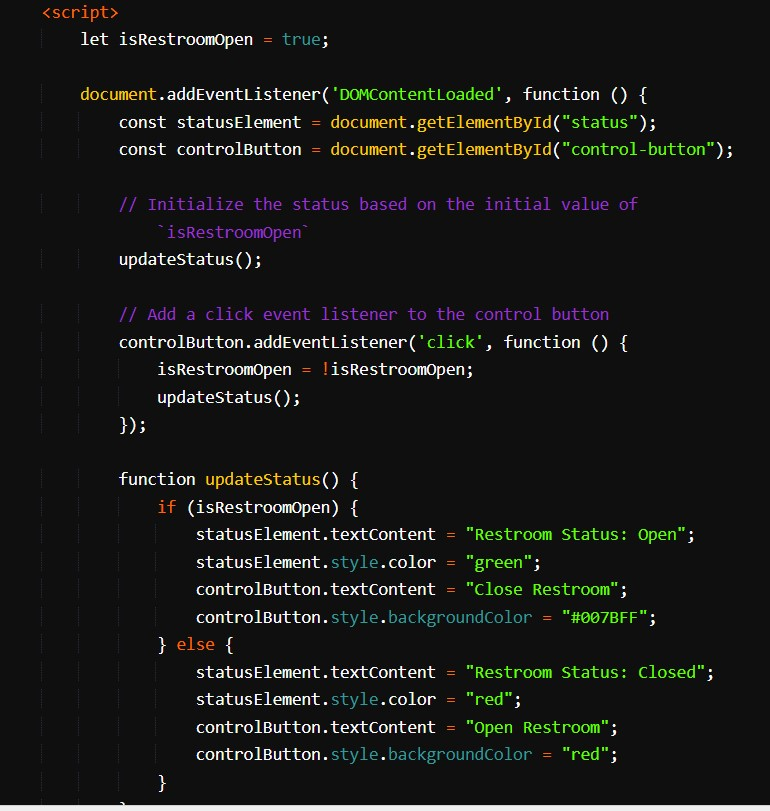 <script>
let isRestroomOpen = true;
document.addEventListener('DOMContentLoaded', function () {
const statusElement = document.getElementById("status");
const controlButton = document.getElementById("control-button");
// Initialize the status based on the initial value of
`isRestroomOpen`
updateStatus();
// Add a click event listener to the control button
controlButton.addEventListener('click', function () {
isRestroomOpen = !isRestroomOpen;
updateStatus();
});
function updateStatus() {
if (isRestroomOpen) {
statusElement.textContent = "Restroom Status: Open";
statusElement.style.color = "green";
controlButton.textContent = "Close Restroom";
controlButton.style.backgroundColor = "#007BFF";
} else {
statusElement.textContent = "Restroom Status: Closed";
statusElement.style.color = "red";
controlButton.textContent = "Open Restroom";
controlButton.style.backgroundColor = "red";
}